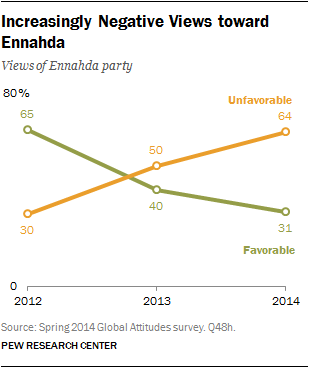 Increasingly Negative Views toward
Ennahda
Views of Ennahda party
80%
65
Unfavorable
64
50
40
30
31
Favorable
0
2012 2013 2014
Source: Spring 2014 Global Attitudes survey. Q48h.
PEW RESEARCH CENTER